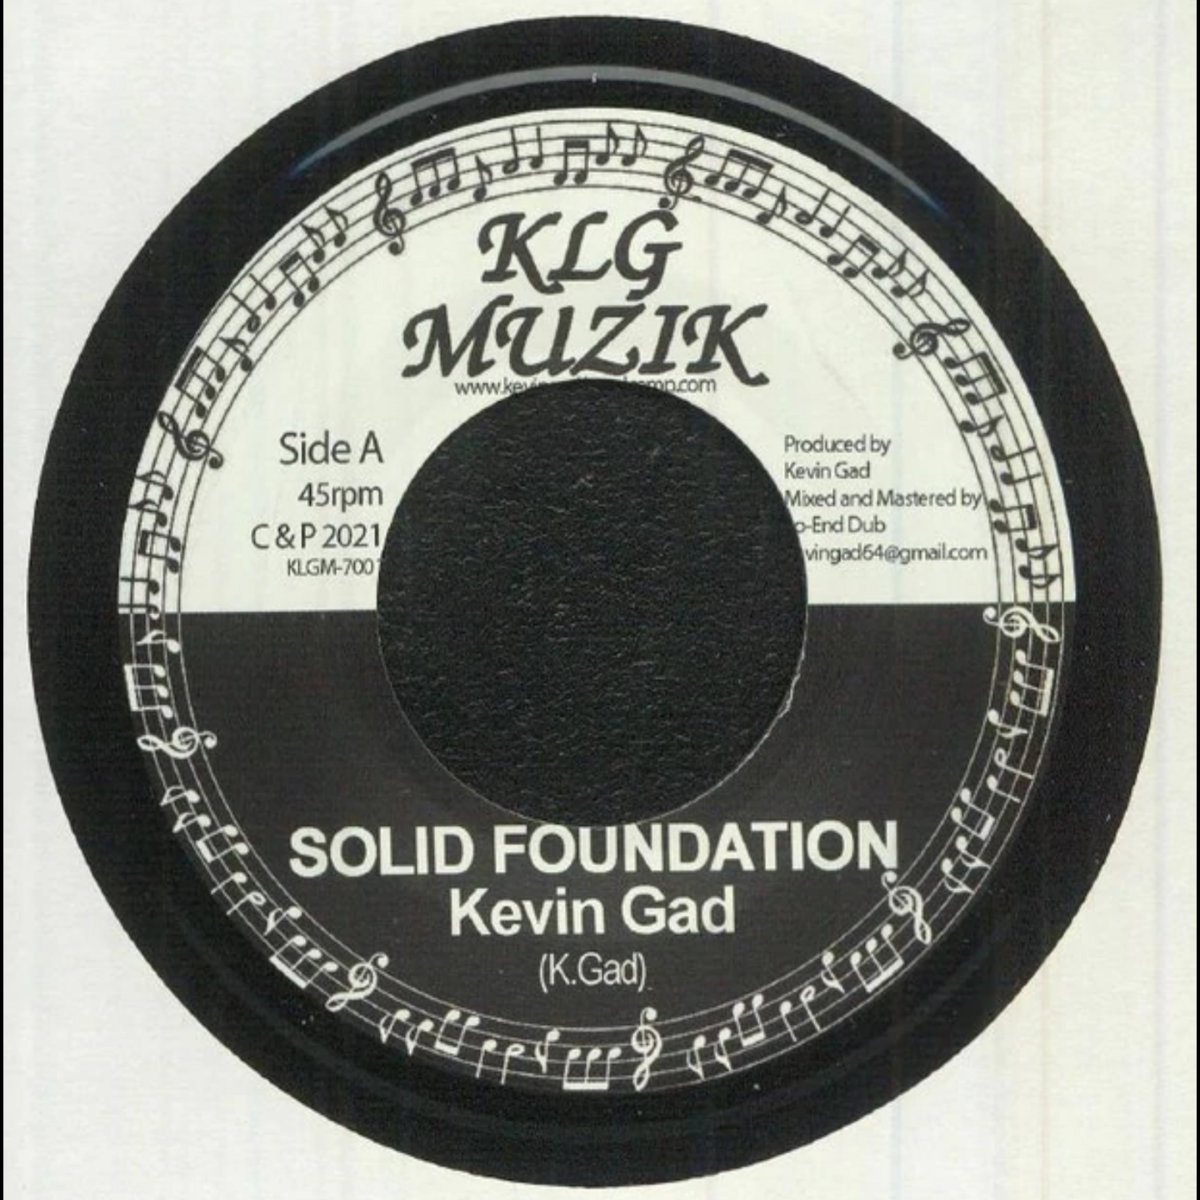 KLG
MUZIK
Side A
45rpm
C & P 2021
Produced by
Kevin Gad
Mixed and Mastered by
SOLID FOUNDATION
Kevin Gad
(K.Gad)